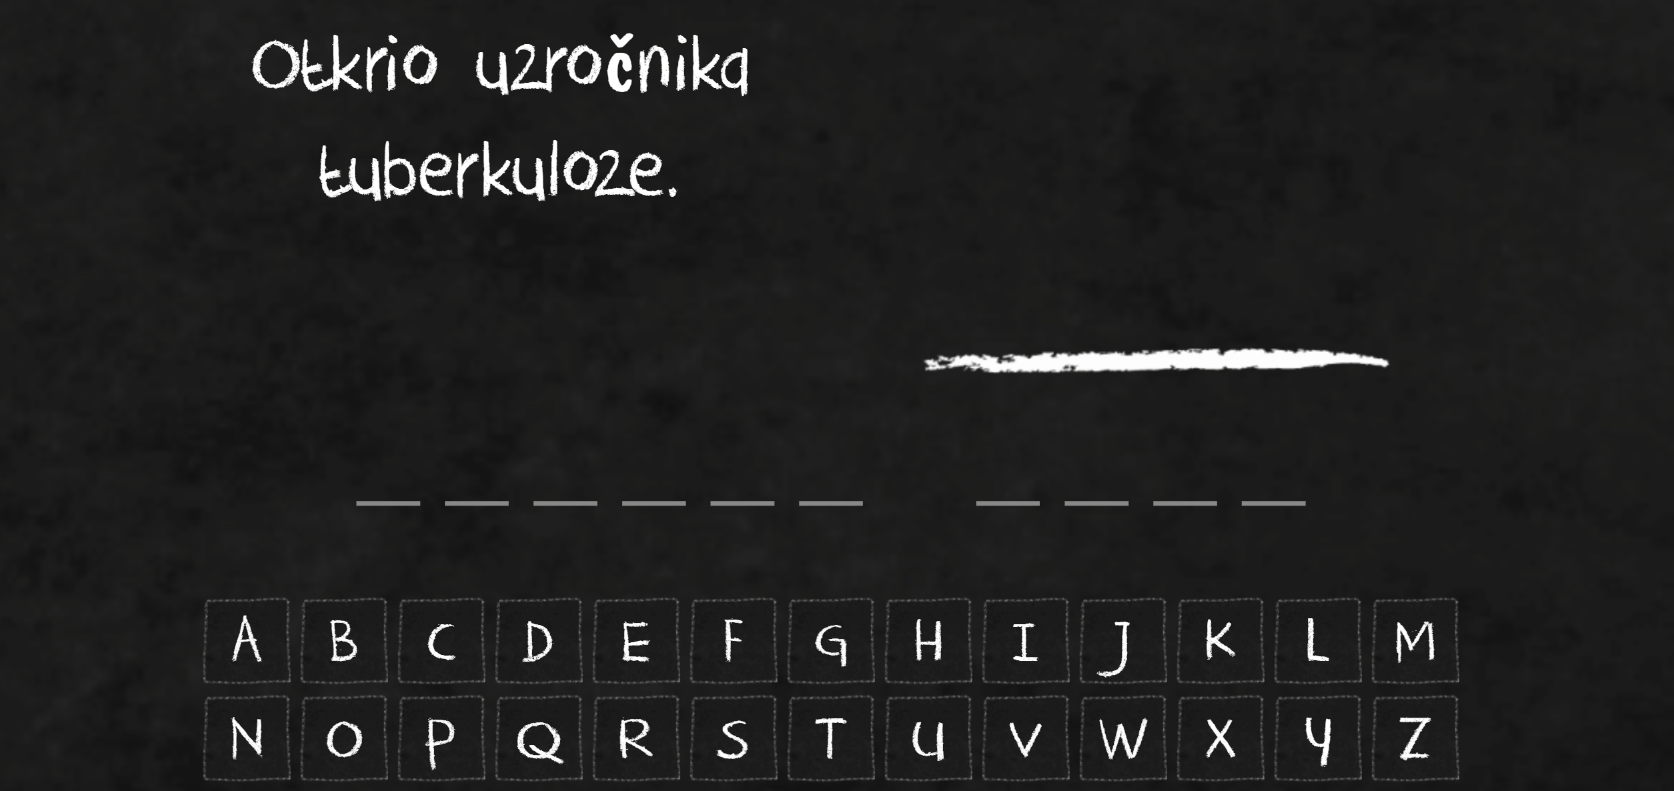 Otkrio uzročnika
tuberkuloze.
A B C D E F G H I J K L M
N O P Q R S T U V W X Y Z